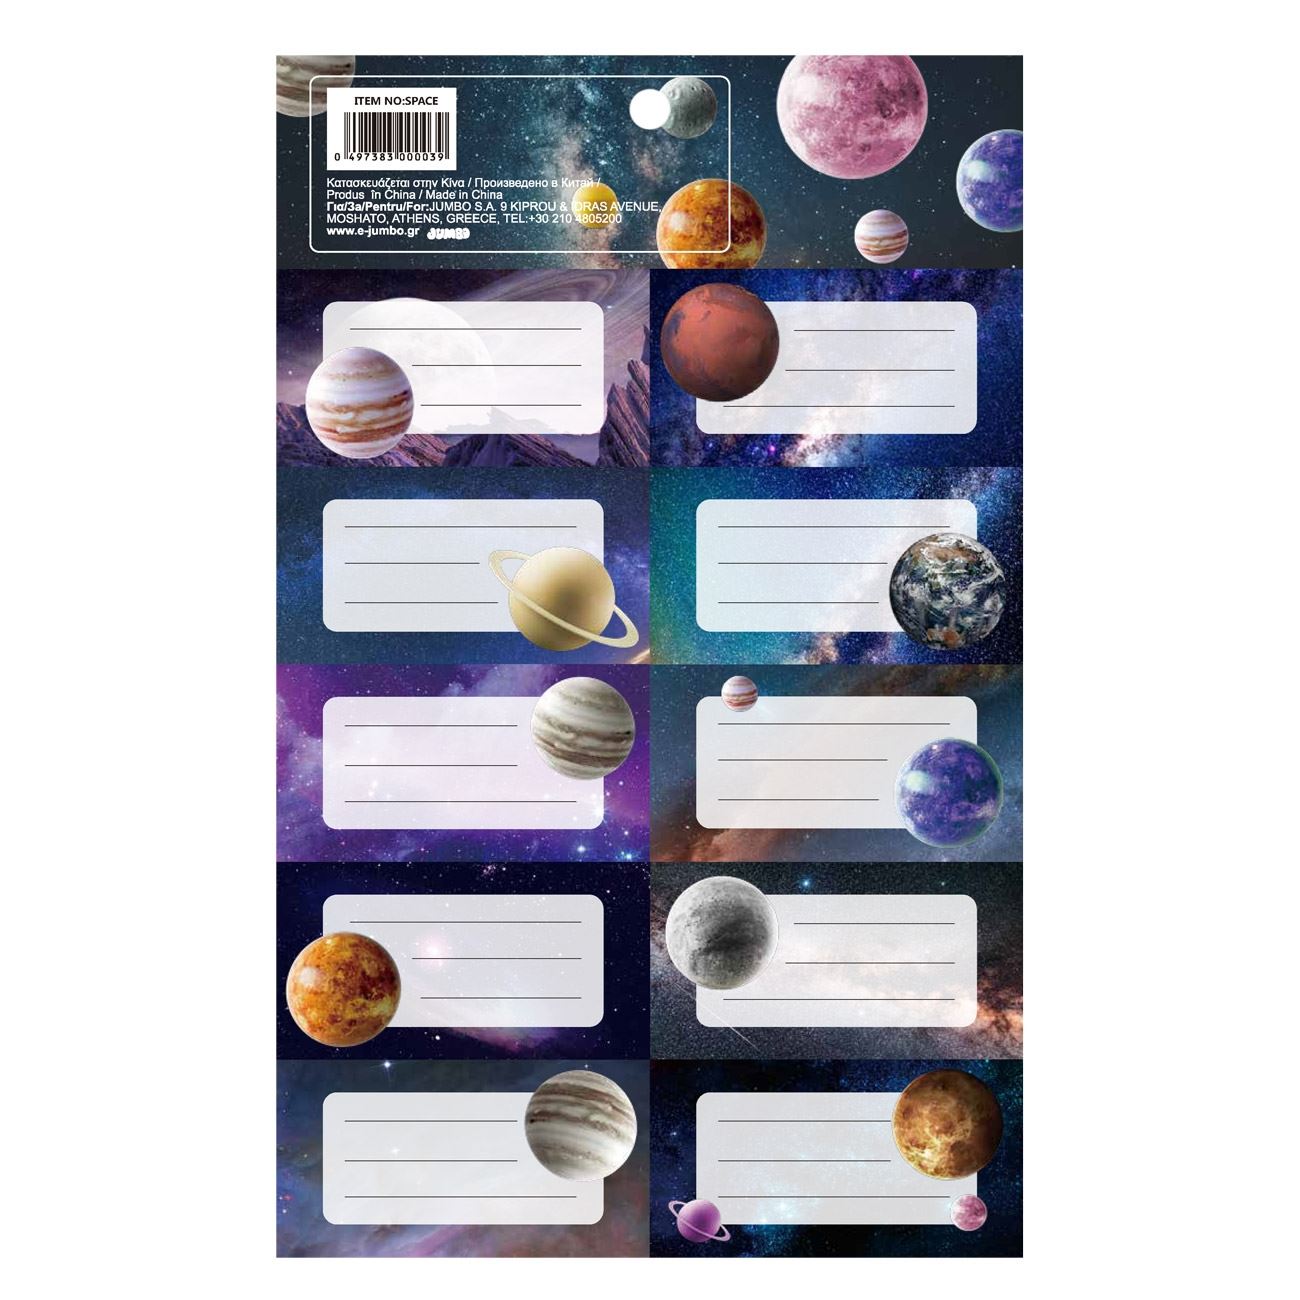 ITEM NO:SPACE
0 497383 000039
Κατασκευάζεται στην Κίνα / Произведено в Китай /
Produs în China / Made in China
Για/За/Pentru/For:JUMBO S.A. 9 KIPROU & IDRAS AVENUE,
MOSHATO, ATHENS, GREECE, TEL:+30 210 4805200
www.e-jumbo.gr JUMBO